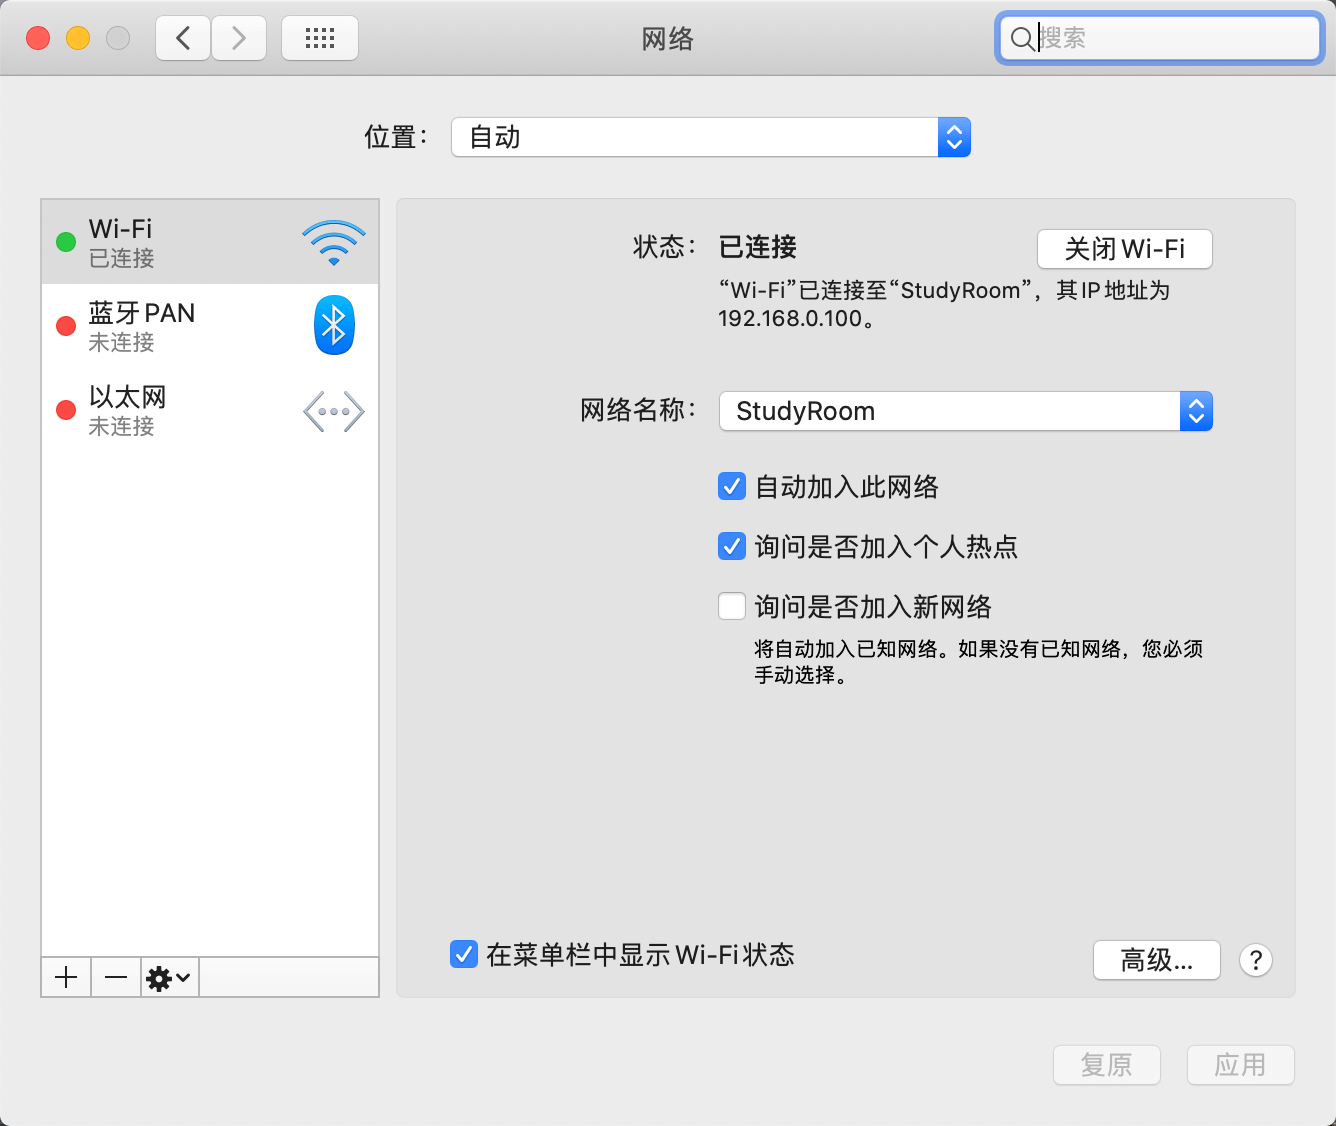 网络
搜索
位置：
自动
Wi-Fi
已连接
蓝牙 PAN
未连接
以太网
未连接
状态：
已连接
关闭 Wi-Fi
“Wi-Fi”已连接至“StudyRoom”，其 IP 地址为
192.168.0.100。
网络名称：
StudyRoom
自动加入此网络
询问是否加入个人热点
询问是否加入新网络
将自动加入已知网络。如果没有已知网络，您必须
手动选择。
在菜单栏中显示 Wi-Fi 状态
高级...
?
复原
应用